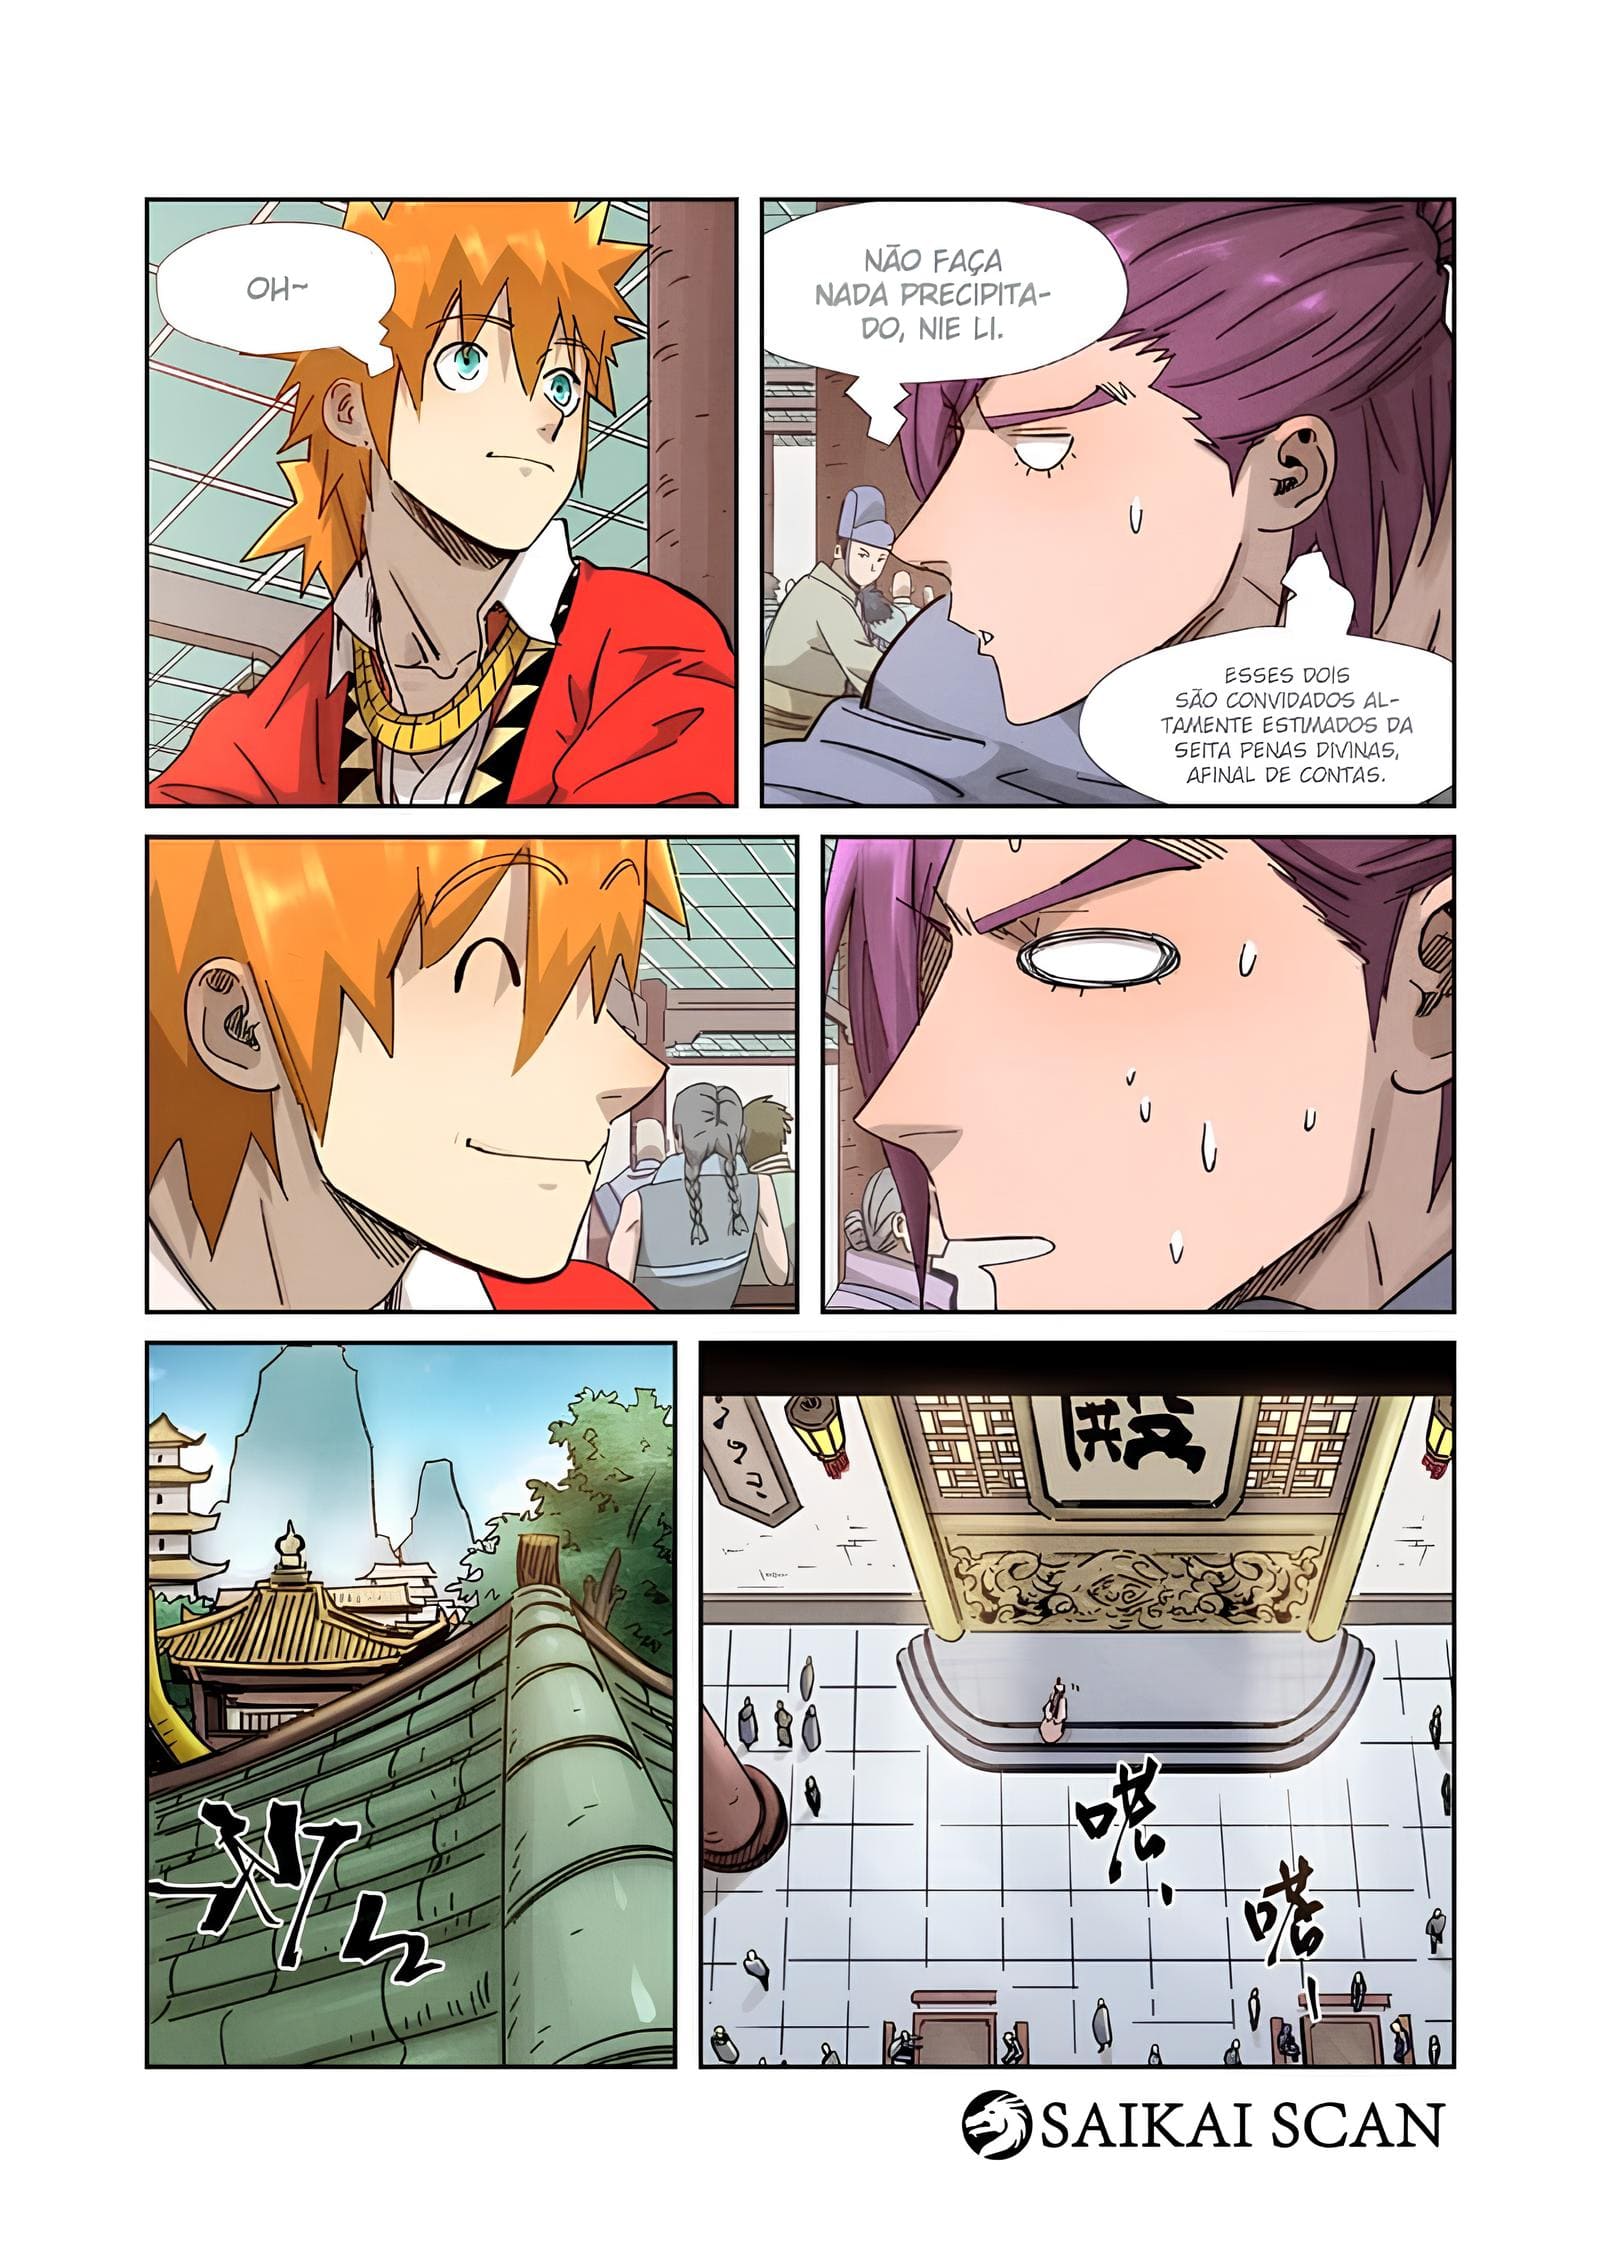 OH~
NÃO FAÇA
NADA PRECIPITA-
DO, NIE LI.
ESSES DOIS
SÃO CONVIDADOS AL-
TAMENTE ESTIMADOS DA
SEITA PENAS DIVINAS,
AFINAL DE CONTAS.
殿
嗒
嗒
SAIKAI SCAN